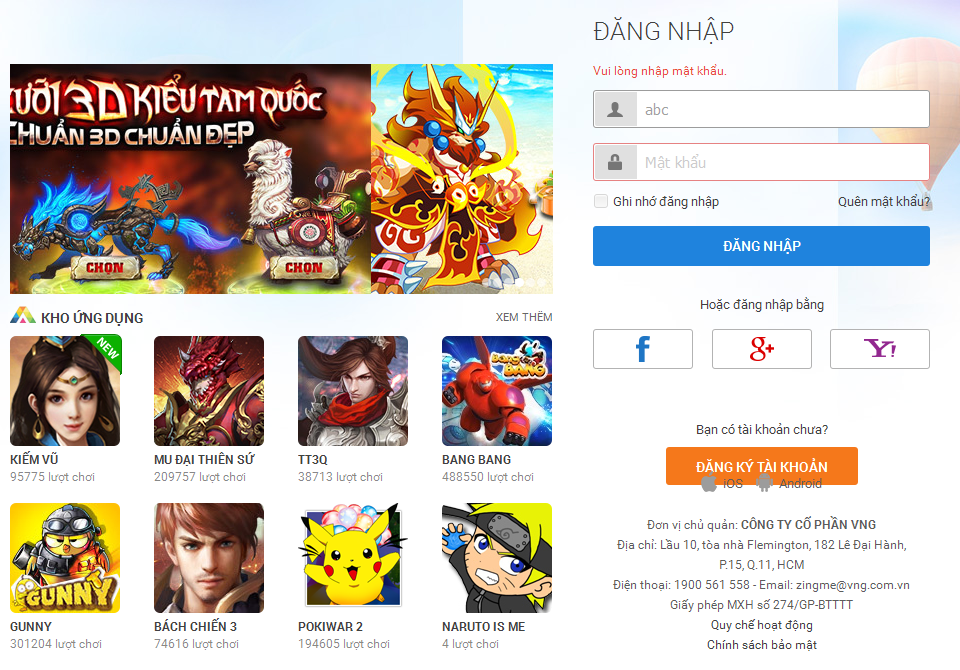 CƯỠI 3D KIỂU TAM QUỐC
CHUẨN 3D CHUẨN ĐẸP
CHỌN
CHỌN
KHO ỨNG DỤNG
XEM THÊM
NEW
KIẾM VŨ
95775 lượt chơi
MU ĐẠI THIÊN SỨ
209757 lượt chơi
TT3Q
38713 lượt chơi
BANG BANG
BANG BANG
488550 lượt chơi
GUNNY
GUNNY
301204 lượt chơi
BÁCH CHIẾN 3
74616 lượt chơi
POKIWAR 2
194605 lượt chơi
NARUTO IS ME
4 lượt chơi
ĐĂNG NHẬP
Vui lòng nhập mật khẩu.
abc
Mật khẩu
Ghi nhớ đăng nhập
Quên mật khẩu?
ĐĂNG NHẬP
Hoặc đăng nhập bằng
f
g+
Y!
Bạn có tài khoản chưa?
ĐĂNG KÝ TÀI KHOẢN
iOS
Android
Đơn vị chủ quản: CÔNG TY CỔ PHẦN VNG
Địa chỉ: Lầu 10, tòa nhà Flemington, 182 Lê Đại Hành,
P.15, Q.11, HCM
Điện thoại: 1900 561 558 - Email: zingme@vng.com.vn
Giấy phép MXH số 274/GP-BTTTT
Quy chế hoạt động
Chính sách bảo mật